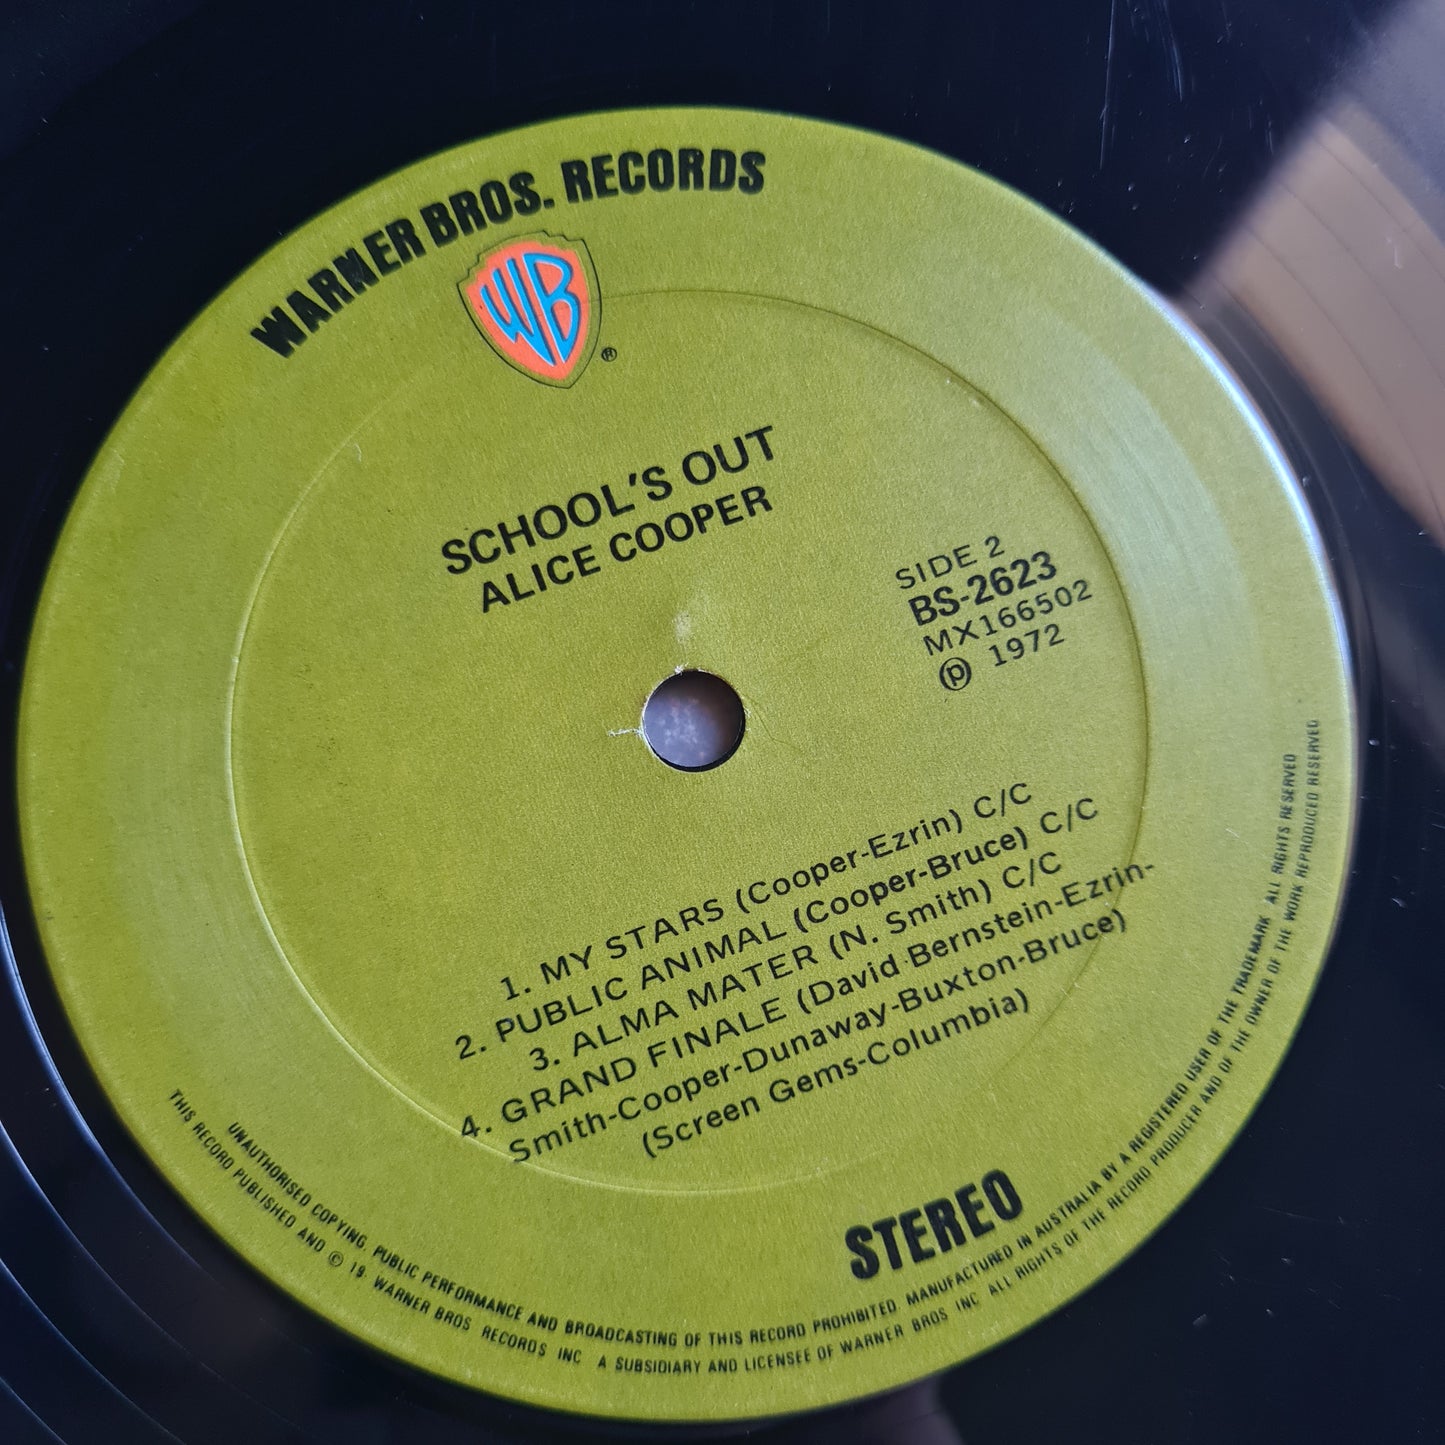 WARNER BROS. RECORDS
WB
®
SCHOOL'S OUT
ALICE COOPER
SIDE 2
BS-2623
MX166502
Ⓟ 1972
1. MY STARS (Cooper-Ezrin) C/C
2. PUBLIC ANIMAL (Cooper-Bruce) C/C
3. ALMA MATER (N. Smith) C/C
4. GRAND FINALE (David Bernstein-Ezrin-
Smith-Cooper-Dunaway-Buxton-Bruce)
(Screen Gems-Columbia)
STEREO
UNAUTHORISED COPYING, PUBLIC PERFORMANCE AND BROADCASTING OF THIS RECORD PROHIBITED. MANUFACTURED IN AUSTRALIA BY A REGISTERED USER OF THE TRADEMARK ALL RIGHTS RESERVED
THIS RECORD PUBLISHED AND © 19 WARNER BROS RECORDS INC A SUBSIDIARY AND LICENSEE OF WARNER BROS INC ALL RIGHTS OF THE RECORD PRODUCER AND OF THE OWNER OF THE WORK REPRODUCED RESERVED